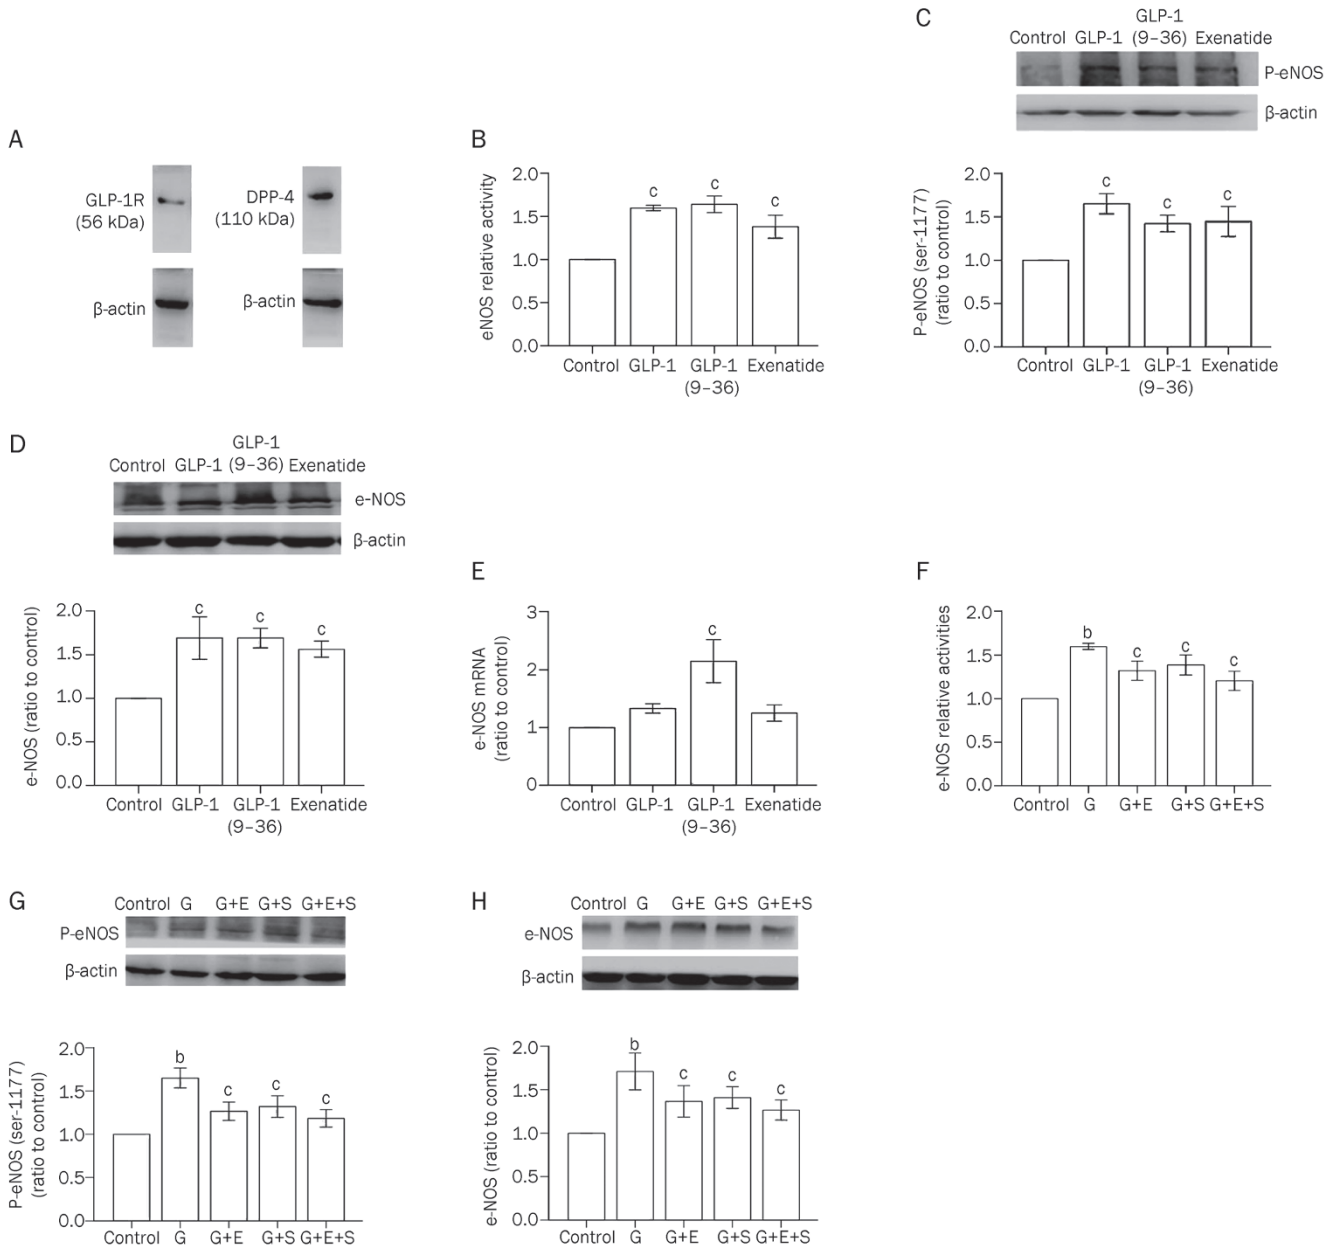 A
GLP-1R
(56 kDa)
DPP-4
(110 kDa)
β-actin
β-actin
B
eNOS relative activity
2.0
1.5
1.0
0.5
0.0
c
c
c
Control
GLP-1
GLP-1
(9–36)
Exenatide
C
Control
GLP-1
GLP-1
(9–36)
Exenatide
P-eNOS
β-actin
P-eNOS (ser-1177)
(ratio to control)
2.0
1.5
1.0
0.5
0.0
c
c
c
Control
GLP-1
GLP-1
(9–36)
Exenatide
D
Control
GLP-1
GLP-1
(9–36)
Exenatide
e-NOS
β-actin
e-NOS (ratio to control)
2.0
1.5
1.0
0.5
0.0
c
c
c
Control
GLP-1
GLP-1
(9–36)
Exenatide
E
e-NOS mRNA
(ratio to control)
3
2
1
0
c
Control
GLP-1
GLP-1
(9–36)
Exenatide
F
e-NOS relative activities
2.0
1.5
1.0
0.5
0.0
b
c
c
c
Control
G
G+E
G+S
G+E+S
G
Control
G
G+E
G+S
G+E+S
P-eNOS
β-actin
P-eNOS (ser-1177)
(ratio to control)
2.0
1.5
1.0
0.5
0.0
b
c
c
c
Control
G
G+E
G+S
G+E+S
H
Control
G
G+E
G+S
G+E+S
e-NOS
β-actin
e-NOS (ratio to control)
2.0
1.5
1.0
0.5
0.0
b
c
c
c
Control
G
G+E
G+S
G+E+S